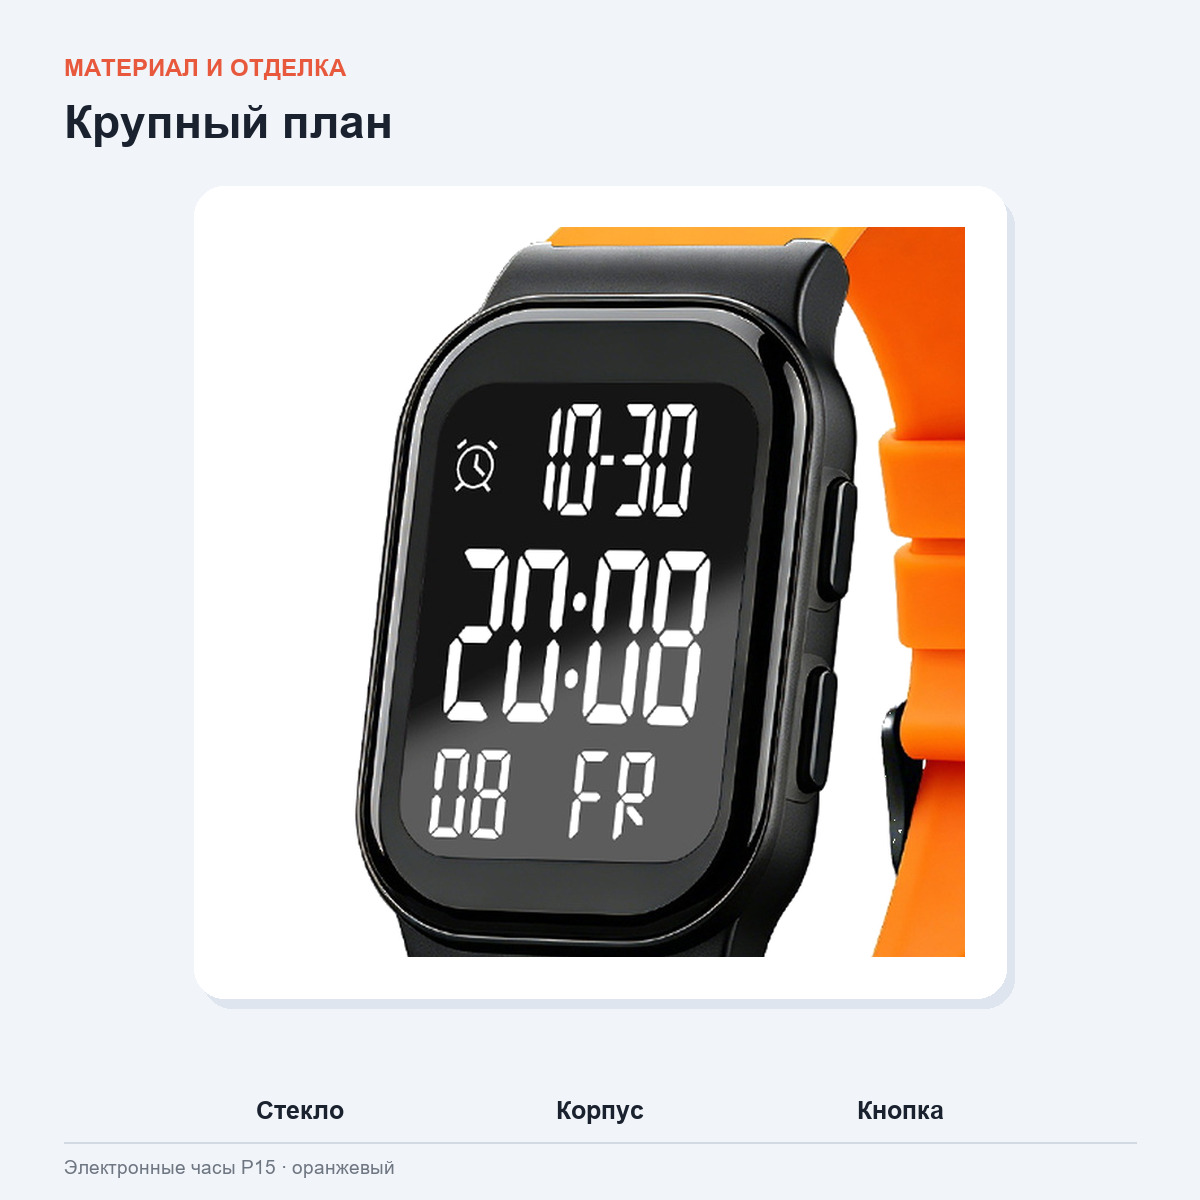 МАТЕРИАЛ И ОТДЕЛКА
Крупный план
10-30
20:08
08 FR
Стекло Корпус Кнопка
Электронные часы P15 · оранжевый